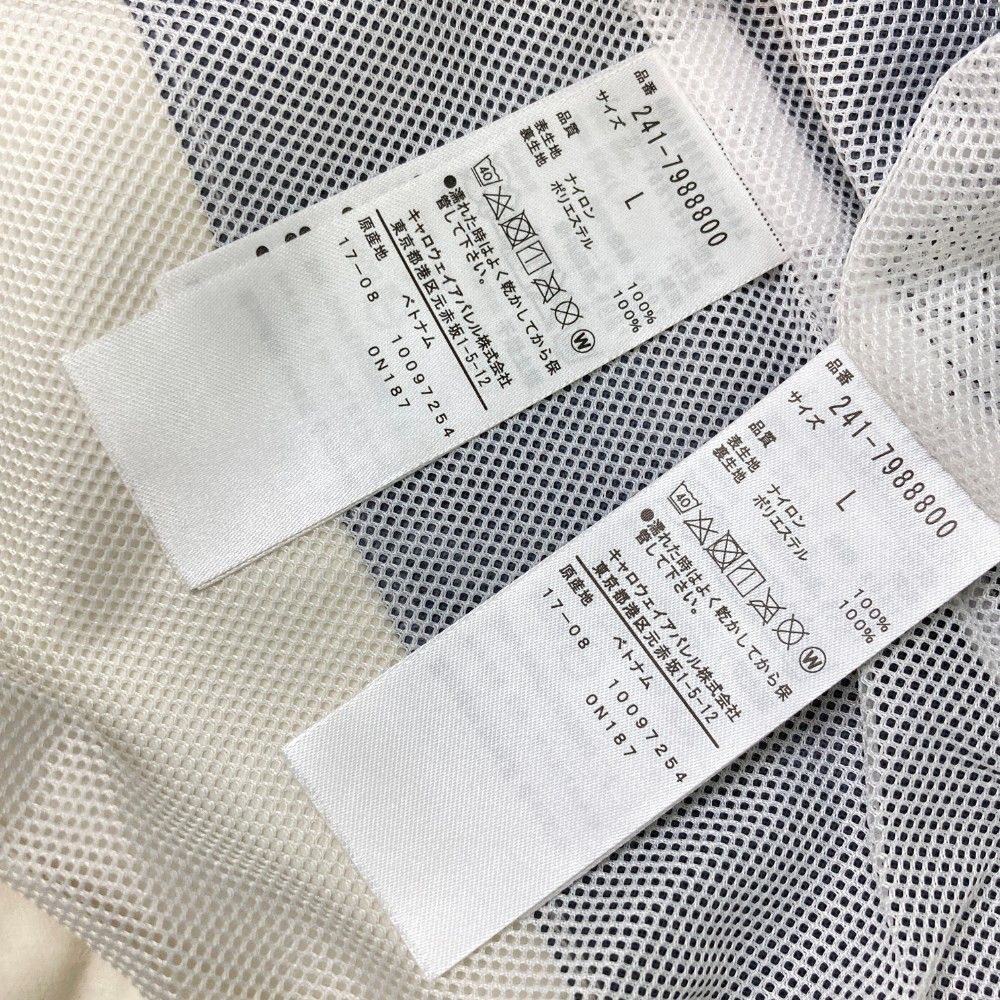 品番 241-7988800
サイズ L
品質
表生地 ナイロン 100%
裏生地 ポリエステル 100%
40
W
●濡れた時はよく乾かしてから保
管して下さい。
キャロウェイアパレル株式会社
東京都港区元赤坂1-5-12
原産地 ベトナム
17-08 10097254
0N187
品番 241-7988800
サイズ L
品質
表生地 ナイロン 100%
裏生地 ポリエステル 100%
40
W
●濡れた時はよく乾かしてから保
管して下さい。
キャロウェイアパレル株式会社
東京都港区元赤坂1-5-12
原産地 ベトナム
17-08 10097254
0N187